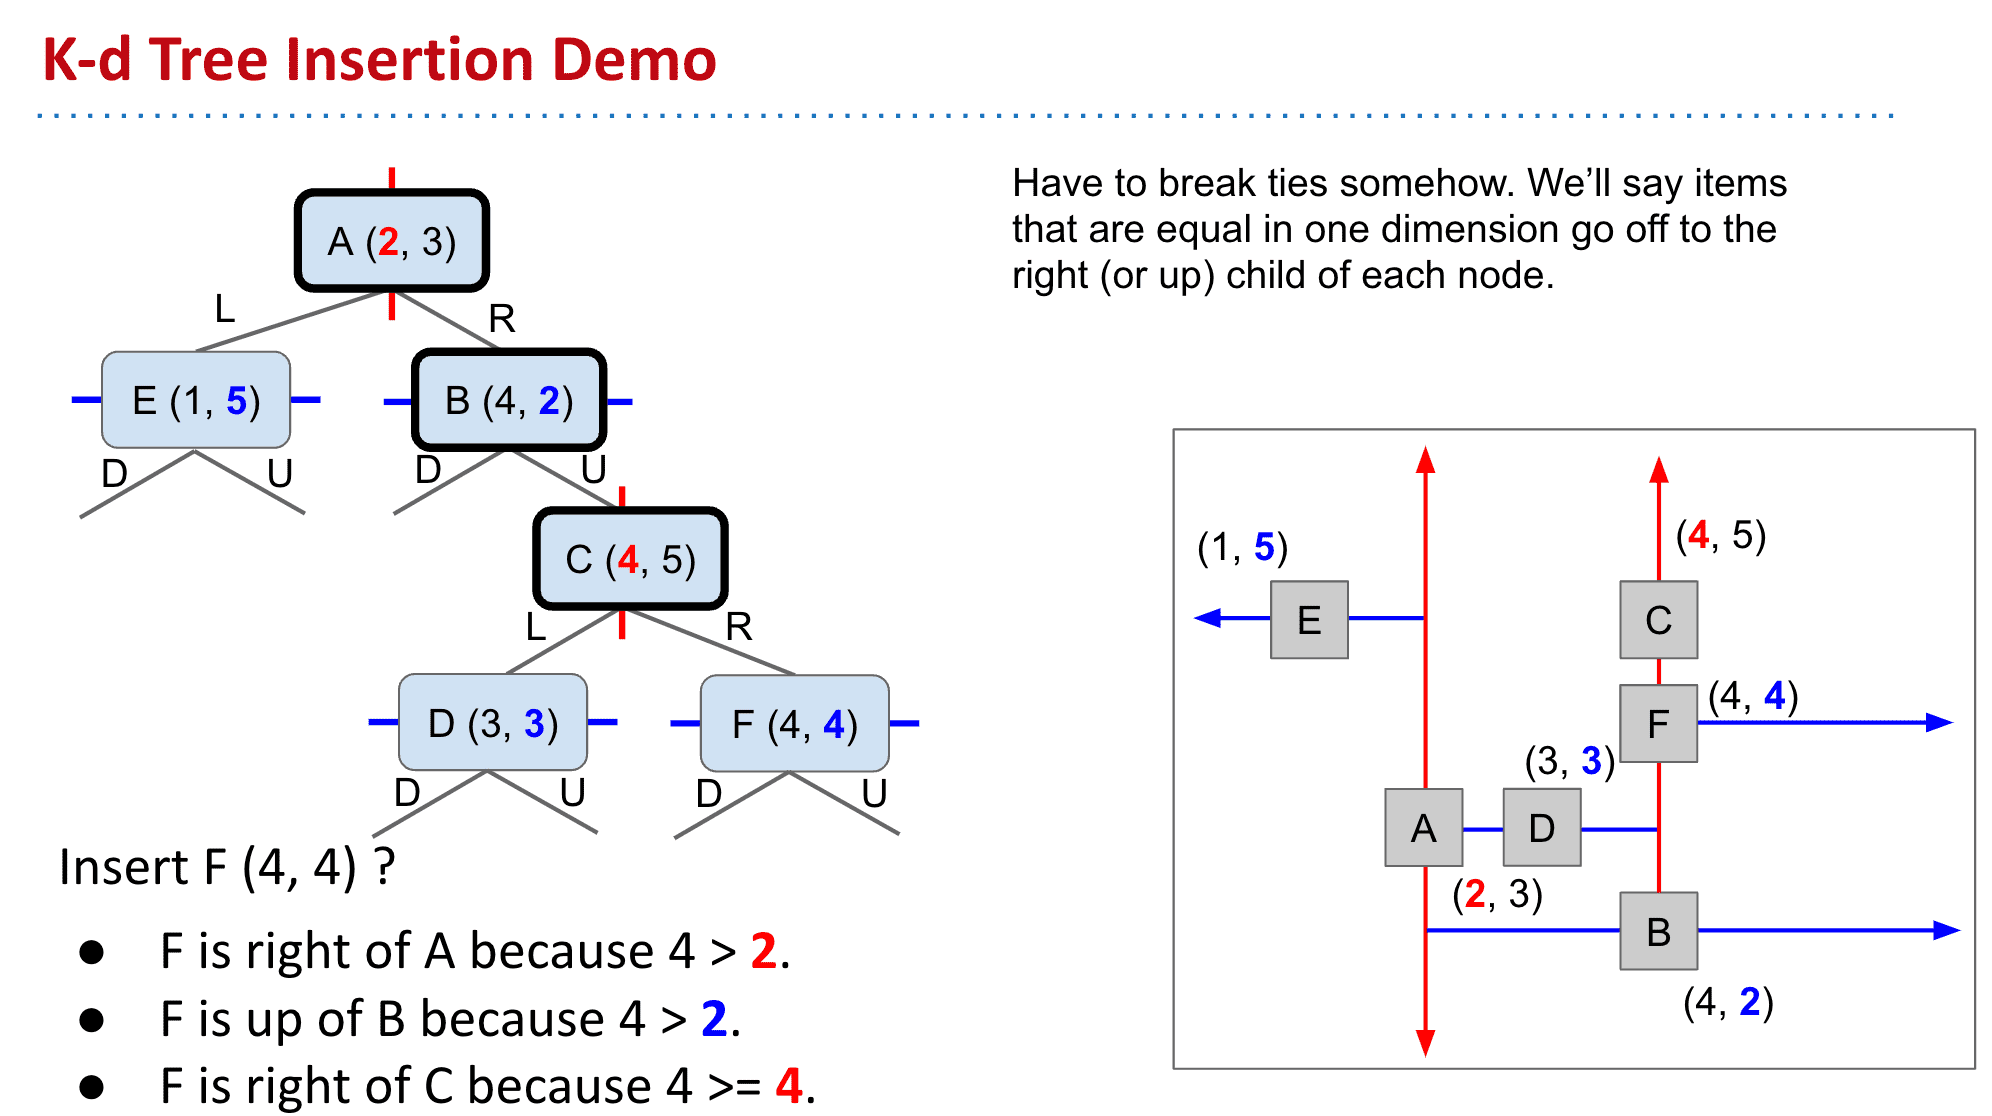 K-d Tree Insertion Demo
Have to break ties somehow. We'll say items
that are equal in one dimension go off to the
right (or up) child of each node.
A (2, 3)
L
R
E (1, 5)
B (4, 2)
D
U
D
U
C (4, 5)
L
R
D (3, 3)
F (4, 4)
D
U
D
U
Insert F (4, 4) ?
● F is right of A because 4 > 2.
● F is up of B because 4 > 2.
● F is right of C because 4 >= 4.
(1, 5)
(4, 5)
E
C
(4, 4)
F
(3, 3)
A
D
(2, 3)
B
(4, 2)